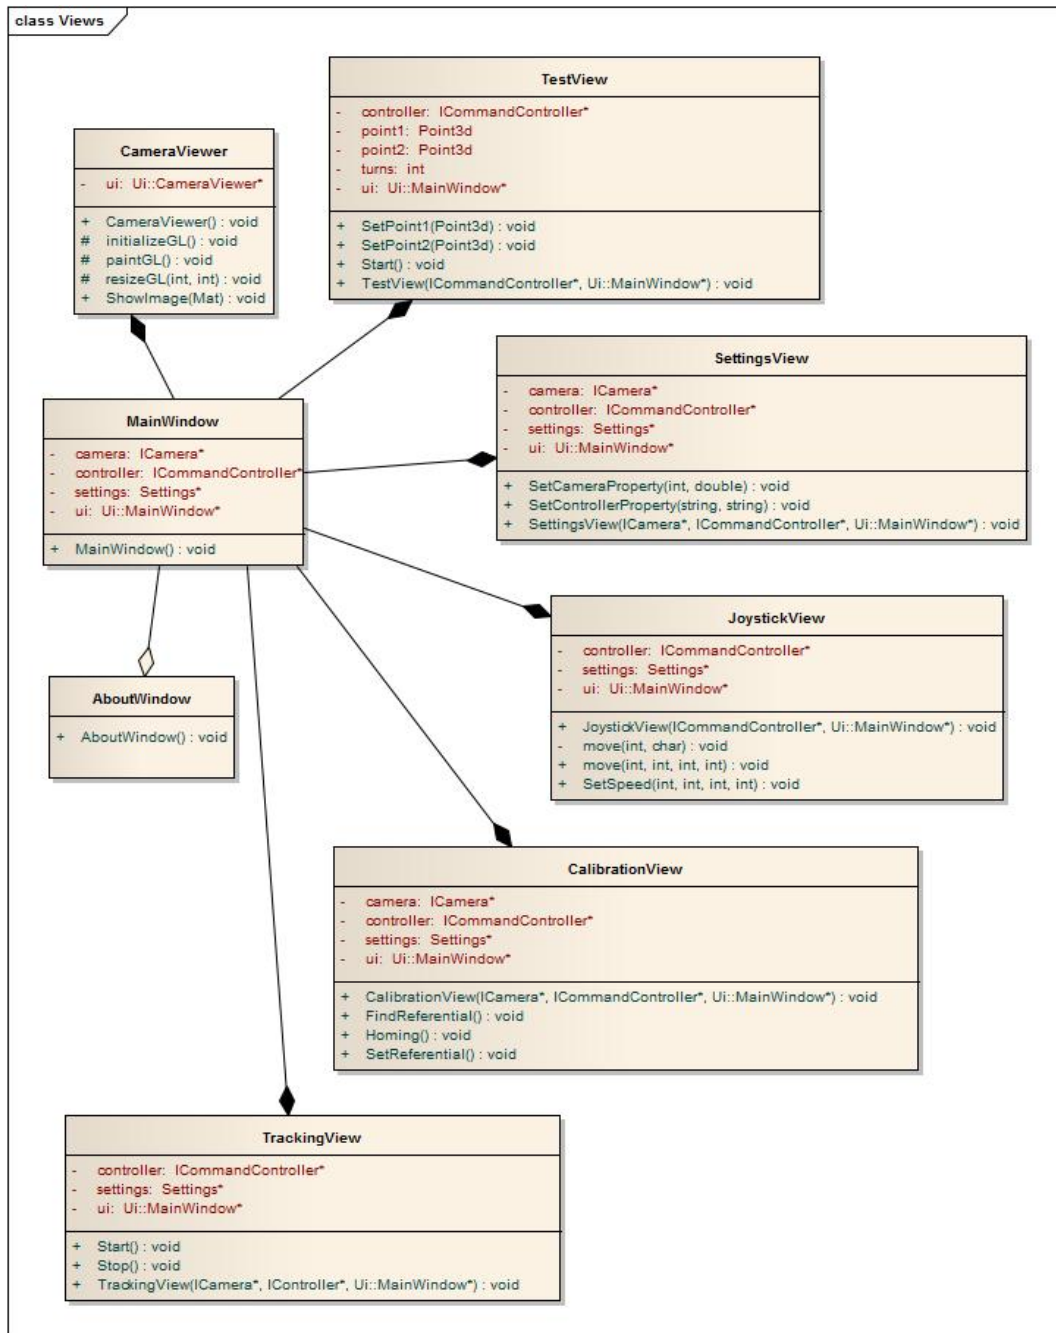 class Views
TestView
- controller: ICommandController*
- point1: Point3d
- point2: Point3d
- turns: int
- ui: Ui::MainWindow*
+ SetPoint1(Point3d) : void
+ SetPoint2(Point3d) : void
+ Start() : void
+ TestView(ICommandController*, Ui::MainWindow*) : void
CameraViewer
- ui: Ui::CameraViewer*
+ CameraViewer() : void
# initializeGL() : void
# paintGL() : void
# resizeGL(int, int) : void
+ ShowImage(Mat) : void
SettingsView
- camera: ICamera*
- controller: ICommandController*
- settings: Settings*
- ui: Ui::MainWindow*
+ SetCameraProperty(int, double) : void
+ SetControllerProperty(string, string) : void
+ SettingsView(ICamera*, ICommandController*, Ui::MainWindow*) : void
MainWindow
- camera: ICamera*
- controller: ICommandController*
- settings: Settings*
- ui: Ui::MainWindow*
+ MainWindow() : void
JoystickView
- controller: ICommandController*
- settings: Settings*
- ui: Ui::MainWindow*
+ JoystickView(ICommandController*, Ui::MainWindow*) : void
- move(int, char) : void
+ move(int, int, int, int) : void
+ SetSpeed(int, int, int, int) : void
AboutWindow
+ AboutWindow() : void
CalibrationView
- camera: ICamera*
- controller: ICommandController*
- settings: Settings*
- ui: Ui::MainWindow*
+ CalibrationView(ICamera*, ICommandController*, Ui::MainWindow*) : void
+ FindReferential() : void
+ Homing() : void
+ SetReferential() : void
TrackingView
- controller: ICommandController*
- settings: Settings*
- ui: Ui::MainWindow*
+ Start() : void
+ Stop() : void
+ TrackingView(ICamera*, IController*, Ui::MainWindow*) : void